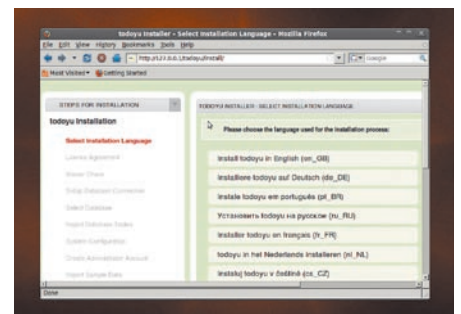 todoyu Installer - Select Installation Language - Mozilla Firefox
File Edit View History Bookmarks Tools Help
http://127.0.0.1/todoyu/install/
Google
Most Visited Getting Started
STEPS FOR INSTALLATION
todoyu Installation
Select Installation Language
License Agreement
Server Check
Setup Database Connection
Select Database
Import Database Tables
System Configuration
Create Administrator Account
Import Sample Data
TODOYU INSTALLER - SELECT INSTALLATION LANGUAGE
Please choose the language used for the installation process:
Install todoyu in English (en_GB)
Installiere todoyu auf Deutsch (de_DE)
Instale todoyu em português (pt_BR)
Установить todoyu на русском (ru_RU)
Installer todoyu en français (fr_FR)
todoyu in het Nederlands installeren (nl_NL)
Instaluj todoyu v češtině (cs_CZ)
Done